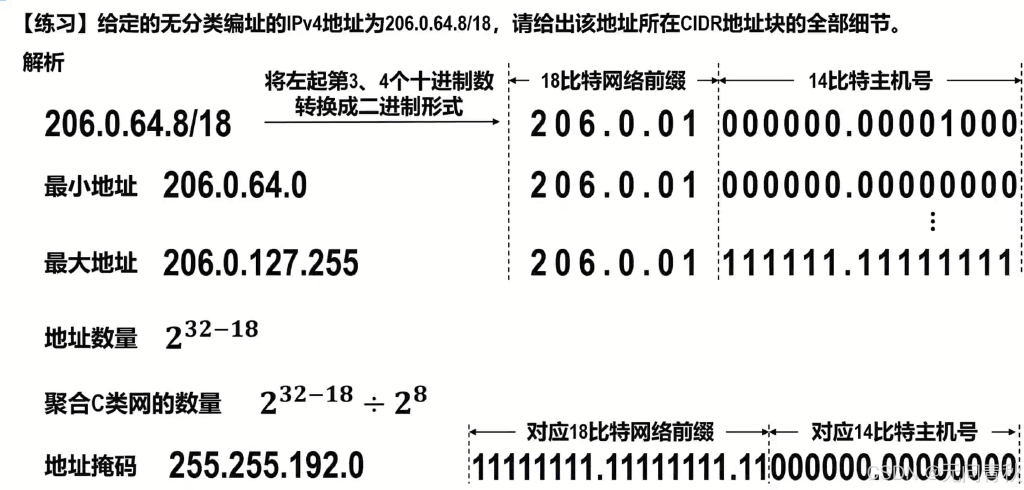 【练习】给定的无分类编址的IPv4地址为206.0.64.8/18，请给出该地址所在CIDR地址块的全部细节。
解析
将左起第3、4个十进制数
转换成二进制形式
18比特网络前缀 14比特主机号
206.0.64.8/18 206.0.01 000000.00001000
最小地址 206.0.64.0 206.0.01 000000.00000000
⋮
最大地址 206.0.127.255 206.0.01 111111.11111111
地址数量 2^{32−18}
聚合C类网的数量 2^{32−18} ÷ 2^8
对应18比特网络前缀 对应14比特主机号
地址掩码 255.255.192.0 11111111.11111111.11 000000.00000000